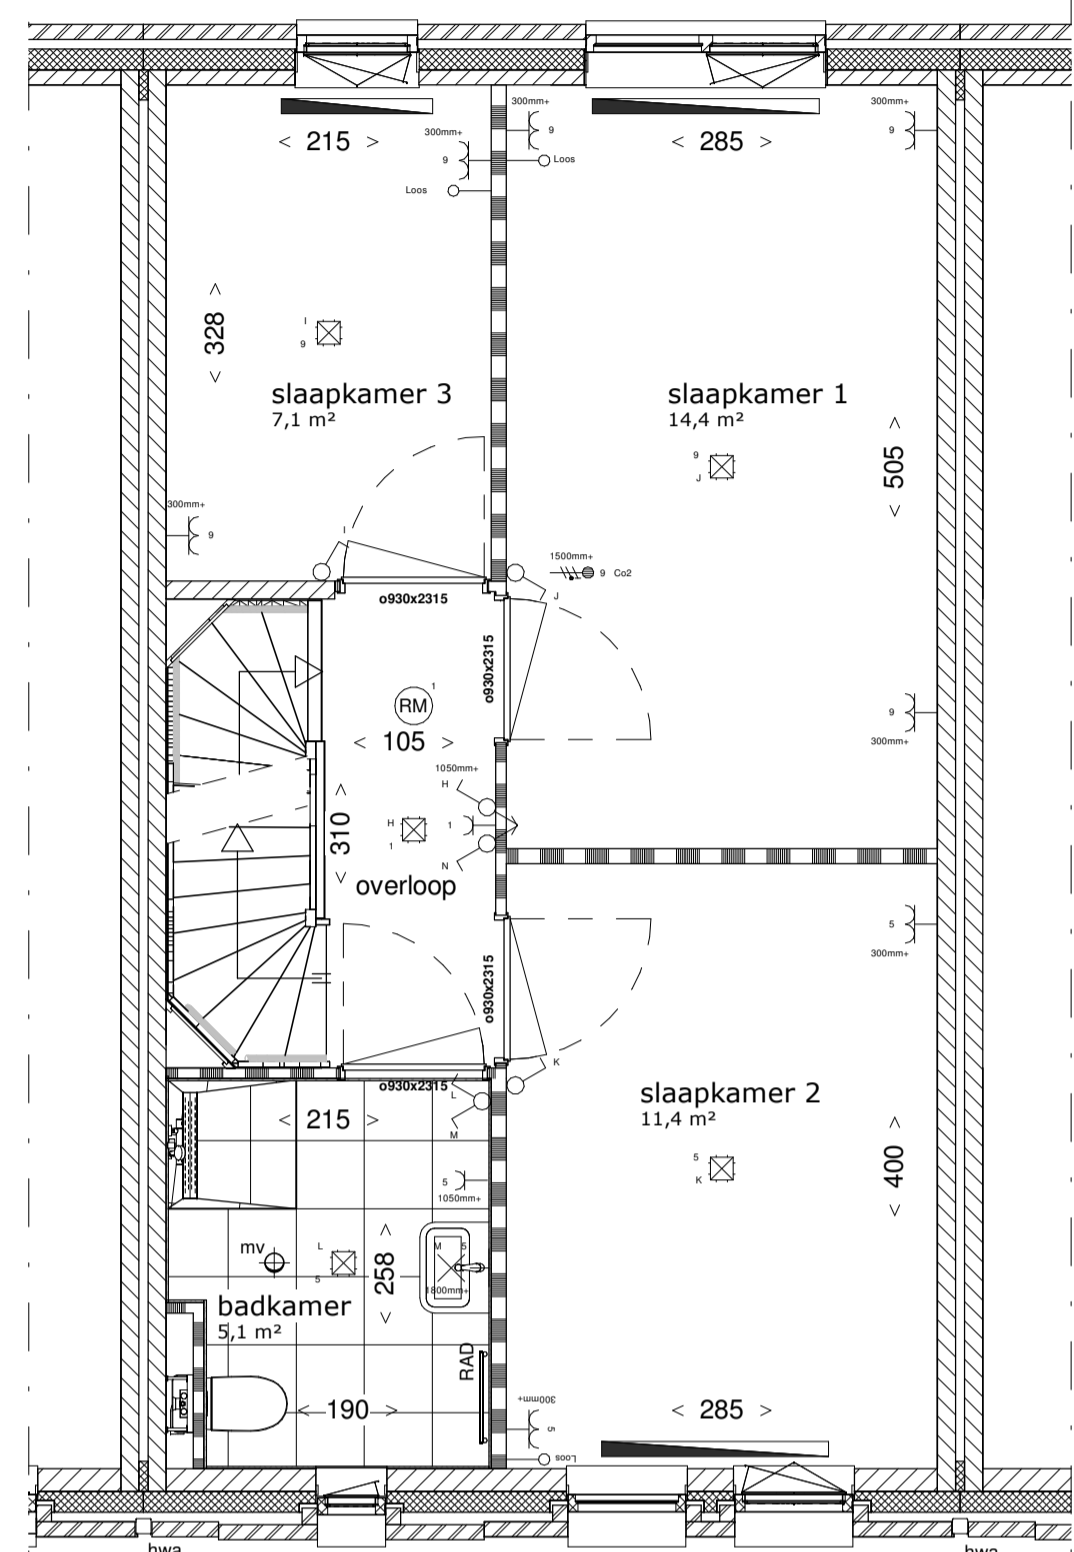 300mm+
9
300mm+
9
300mm+
9
< 215 >
< 285 >
Loos
Loos
< 328 >
I
9
slaapkamer 3
7,1 m²
slaapkamer 1
14,4 m²
9
J
< 505 >
300mm+
9
I
1500mm+
9 Co2
J
o930x2315
o930x2315
RM
1
< 105 >
9
300mm+
1050mm+
H
H
1
1
N
< 310 >
overloop
5
300mm+
o930x2315
K
o930x2315
L
M
< 215 >
slaapkamer 2
11,4 m²
5
K
< 400 >
5
1050mm+
mv
L
5
< 258 >
M 5
1800mm+
badkamer
5,1 m²
RAD
< 190 >
< 285 >
300mm+
5
Loos
hwa
hwa